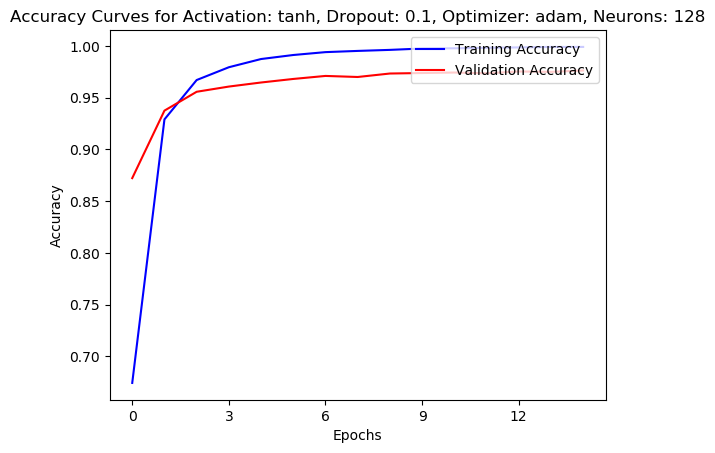 Accuracy Curves for Activation: tanh, Dropout: 0.1, Optimizer: adam, Neurons: 128
Training Accuracy
Validation Accuracy
1.00
0.95
0.90
0.85
0.80
0.75
0.70
Accuracy
0
3
6
9
12
Epochs